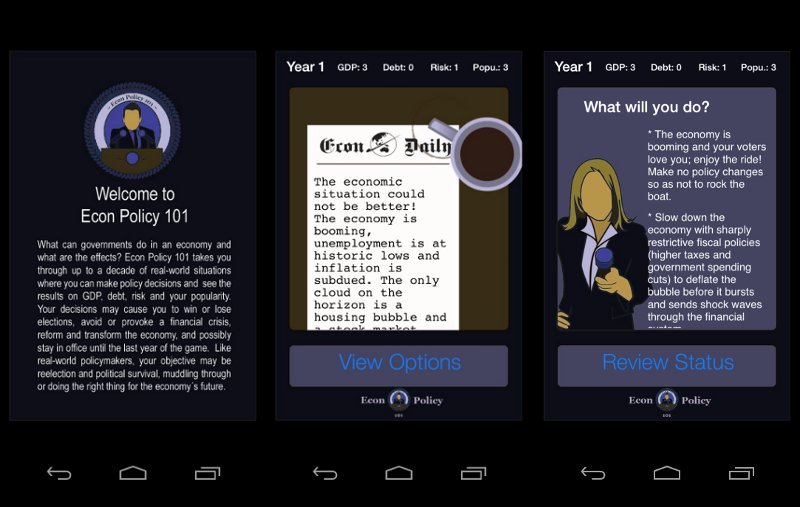 Econ Policy 101
Welcome to
Econ Policy 101
What can governments do in an economy and
what are the effects? Econ Policy 101 takes you
through up to a decade of real-world situations
where you can make policy decisions and see the
results on GDP, debt, risk and your popularity.
Your decisions may cause you to win or lose
elections, avoid or provoke a financial crisis,
reform and transform the economy, and possibly
stay in office until the last year of the game. Like
real-world policymakers, your objective may be
reelection and political survival, muddling through
or doing the right thing for the economy´s future.
Year 1 GDP: 3 Debt: 0 Risk: 1 Popu.: 3
Econ Daily
The economic
situation could
not be better!
The economy is
booming,
unemployment is at
historic lows and
inflation is
subdued. The only
cloud on the
horizon is a
housing bubble and
a stock market
View Options
Econ Policy
101
Year 1 GDP: 3 Debt: 0 Risk: 1 Popu.: 3
What will you do?
* The economy is
booming and your voters
love you; enjoy the ride!
Make no policy changes
so as not to rock the
boat.
* Slow down the
economy with sharply
restrictive fiscal policies
(higher taxes and
government spending
cuts) to deflate the
bubble before it bursts
and sends shock waves
through the financial
system
Review Status
Econ Policy
101